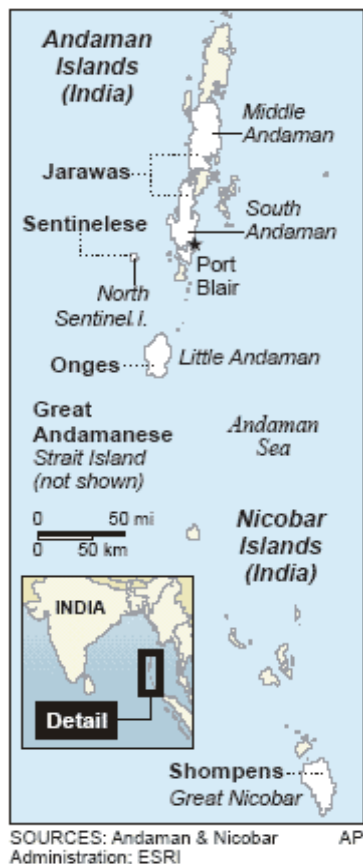 Andaman
Islands
(India)
Middle
Andaman
Jarawas
South
Andaman
Sentinelese
Port
Blair
North
Sentinel I.
Onges
Little Andaman
Great
Andamanese
Strait Island
(not shown)
Andaman
Sea
0 50 mi
0 50 km
Nicobar
Islands
(India)
INDIA
Detail
Shompens
Great Nicobar
SOURCES: Andaman & Nicobar AP
Administration: ESRI